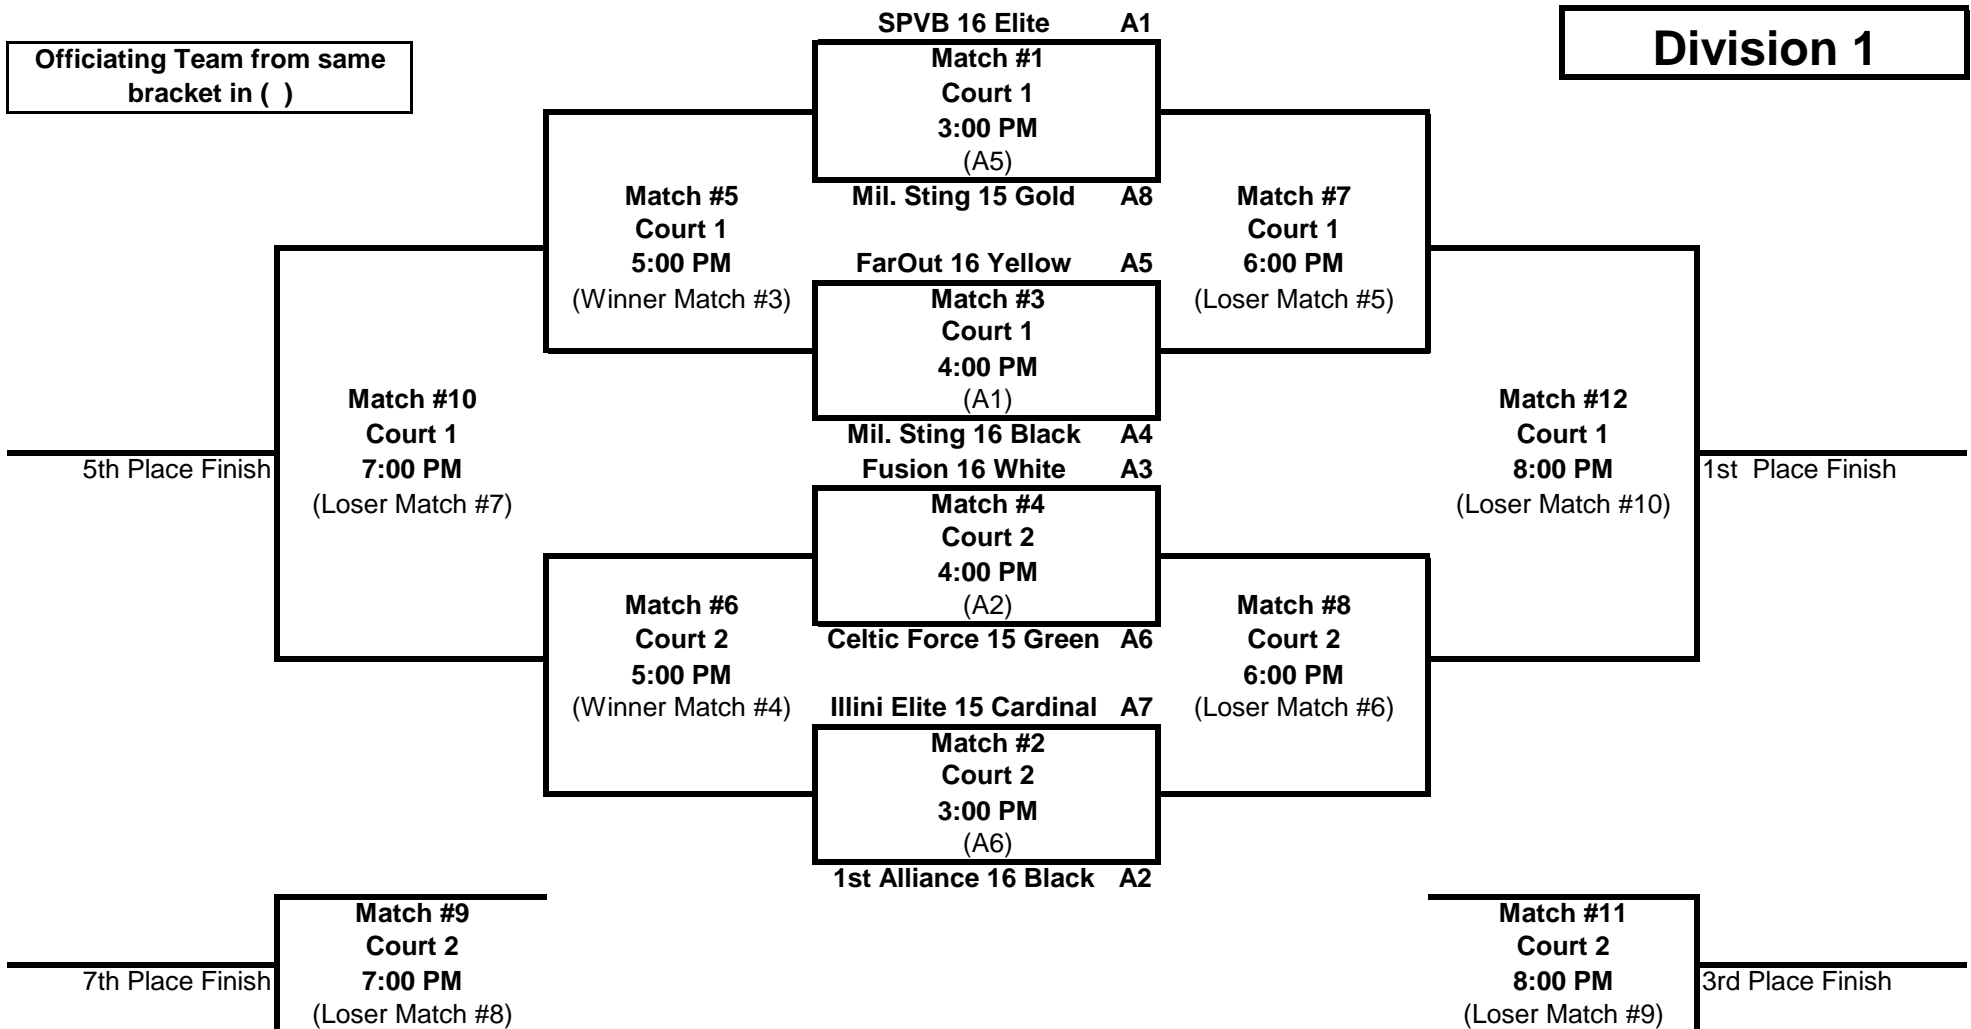 Officiating Team from same
bracket in (  )
Division 1
SPVB 16 Elite A1
Match #1
Court 1
3:00 PM
(A5)
Mil. Sting 15 Gold A8
Match #5
Court 1
5:00 PM
(Winner Match #3)
Match #7
Court 1
6:00 PM
(Loser Match #5)
FarOut 16 Yellow A5
Match #3
Court 1
4:00 PM
(A1)
Mil. Sting 16 Black A4
Match #10
Court 1
7:00 PM
(Loser Match #7)
5th Place Finish
Match #12
Court 1
8:00 PM
(Loser Match #10)
1st  Place Finish
Fusion 16 White A3
Match #4
Court 2
4:00 PM
(A2)
Celtic Force 15 Green A6
Match #6
Court 2
5:00 PM
(Winner Match #4)
Match #8
Court 2
6:00 PM
(Loser Match #6)
Illini Elite 15 Cardinal A7
Match #2
Court 2
3:00 PM
(A6)
1st Alliance 16 Black A2
Match #9
Court 2
7:00 PM
(Loser Match #8)
7th Place Finish
Match #11
Court 2
8:00 PM
(Loser Match #9)
3rd Place Finish